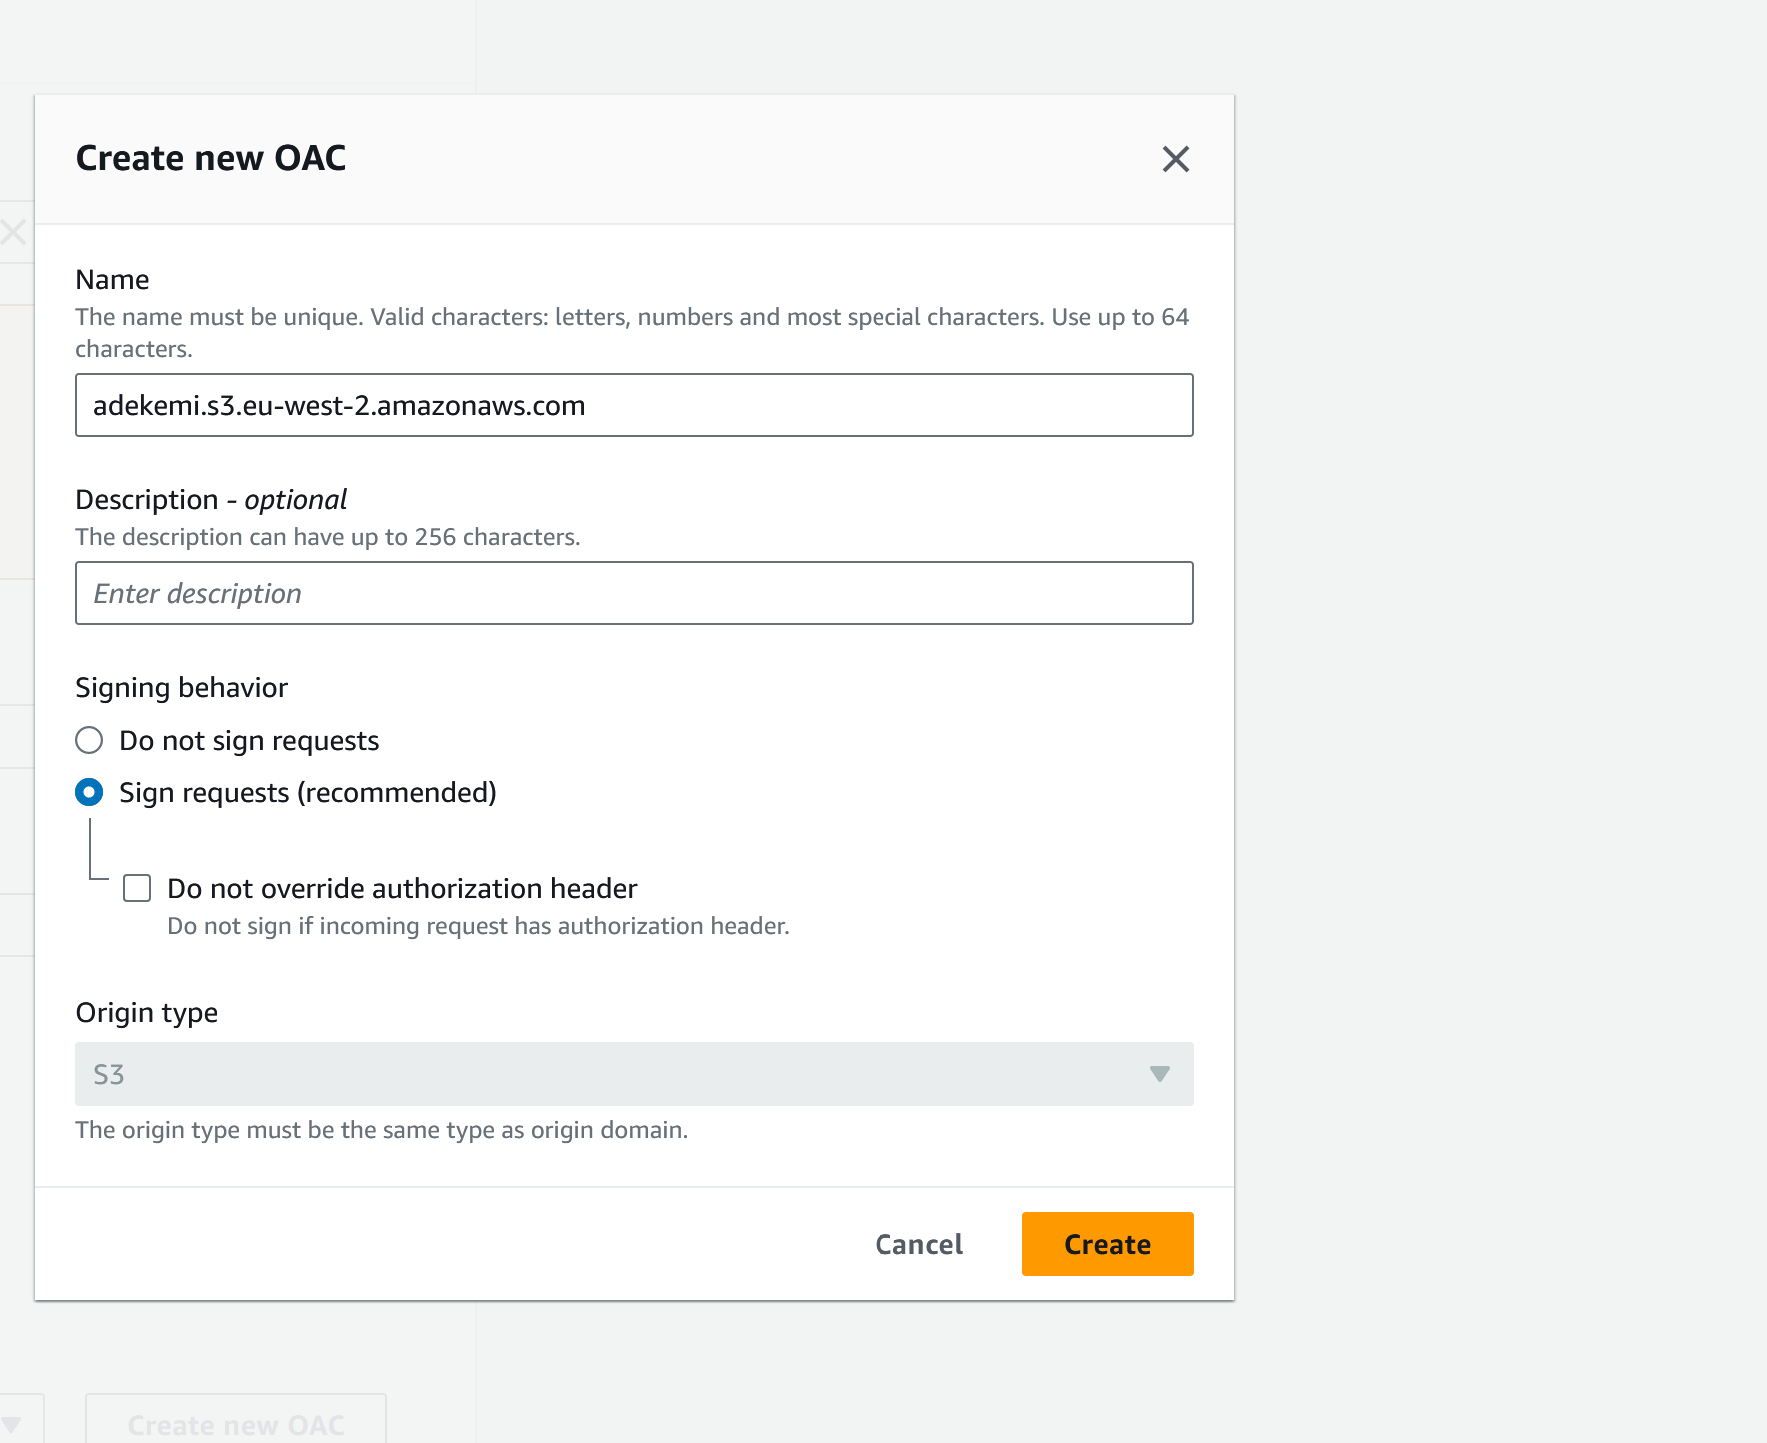 Create new OAC
Name
The name must be unique. Valid characters: letters, numbers and most special characters. Use up to 64
characters.
adekemi.s3.eu-west-2.amazonaws.com
Description - optional
The description can have up to 256 characters.
Enter description
Signing behavior
Do not sign requests
Sign requests (recommended)
Do not override authorization header
Do not sign if incoming request has authorization header.
Origin type
S3
The origin type must be the same type as origin domain.
Cancel
Create
Create new OAC